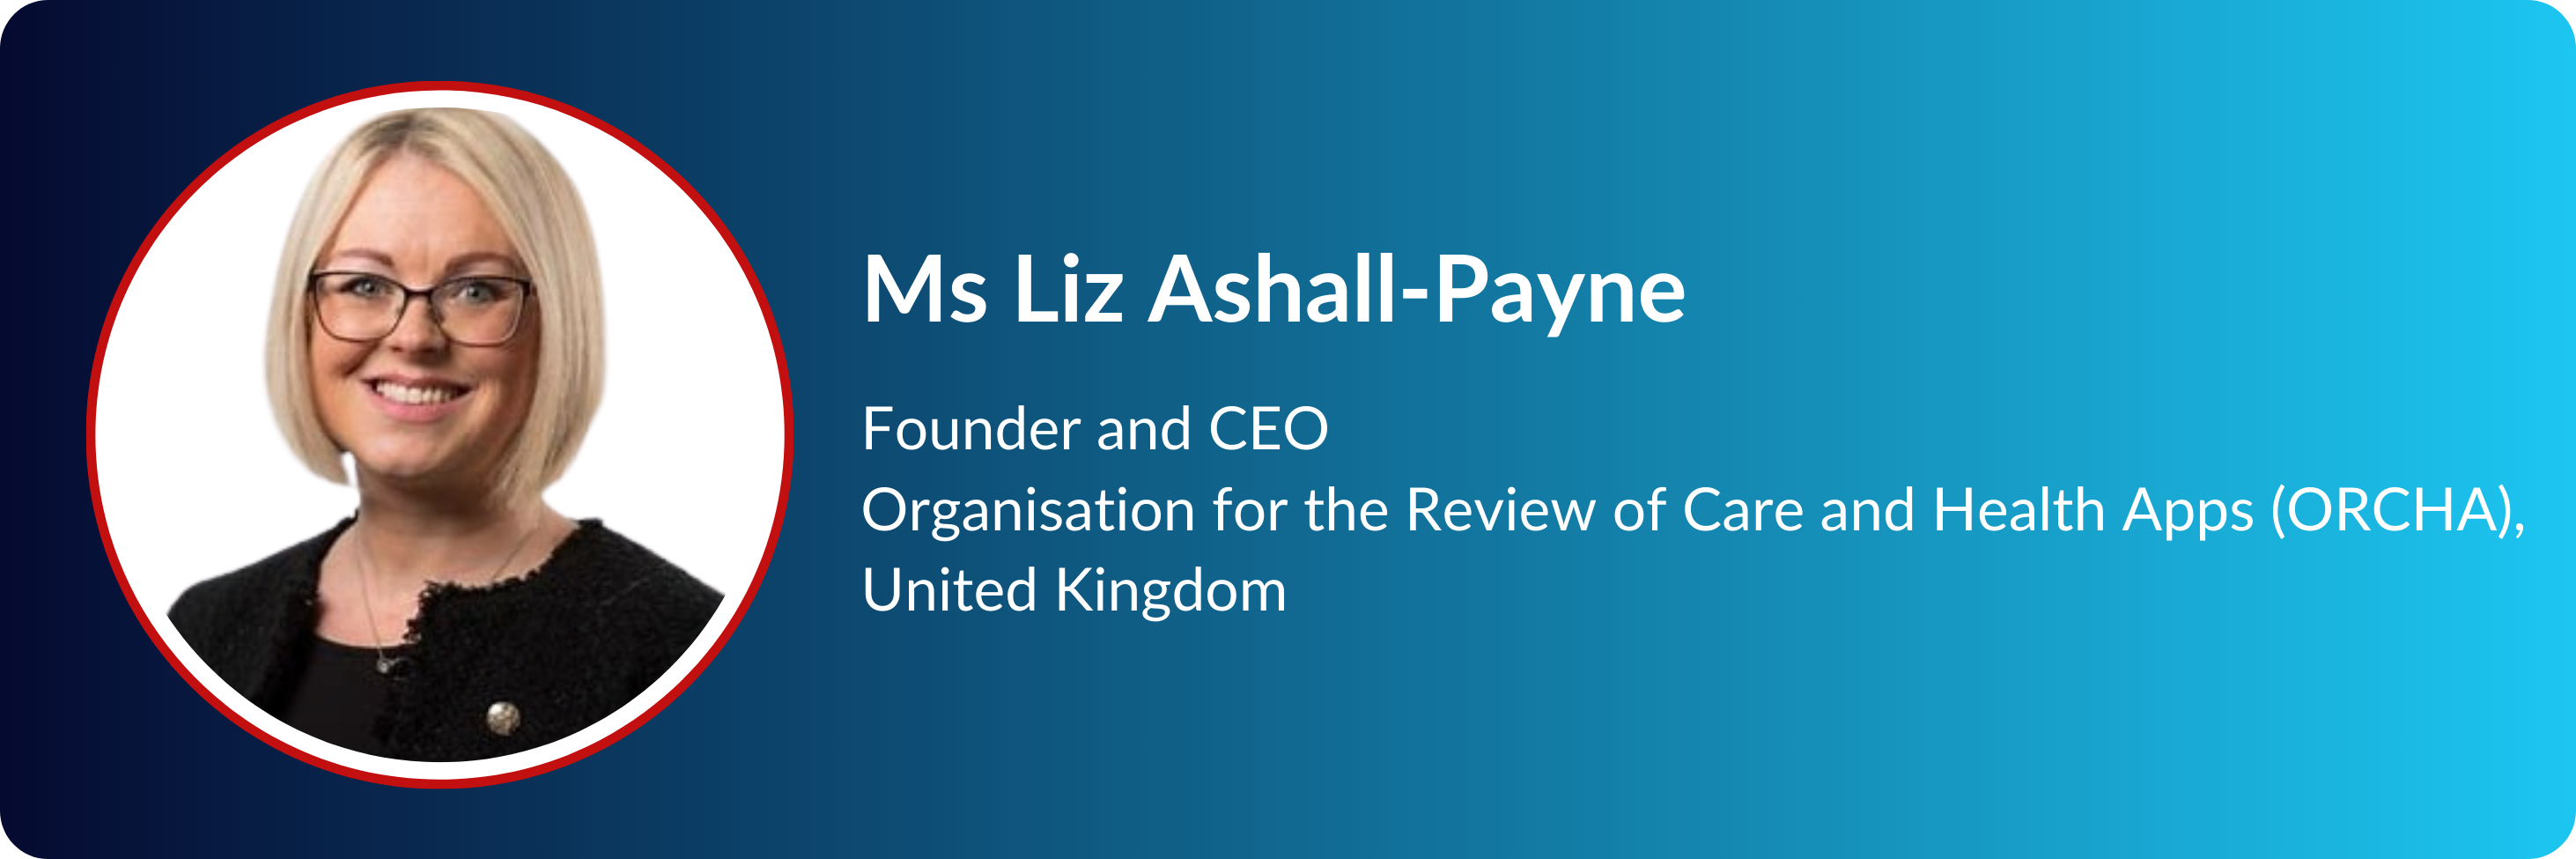 Ms Liz Ashall-Payne
Founder and CEO
Organisation for the Review of Care and Health Apps (ORCHA),
United Kingdom